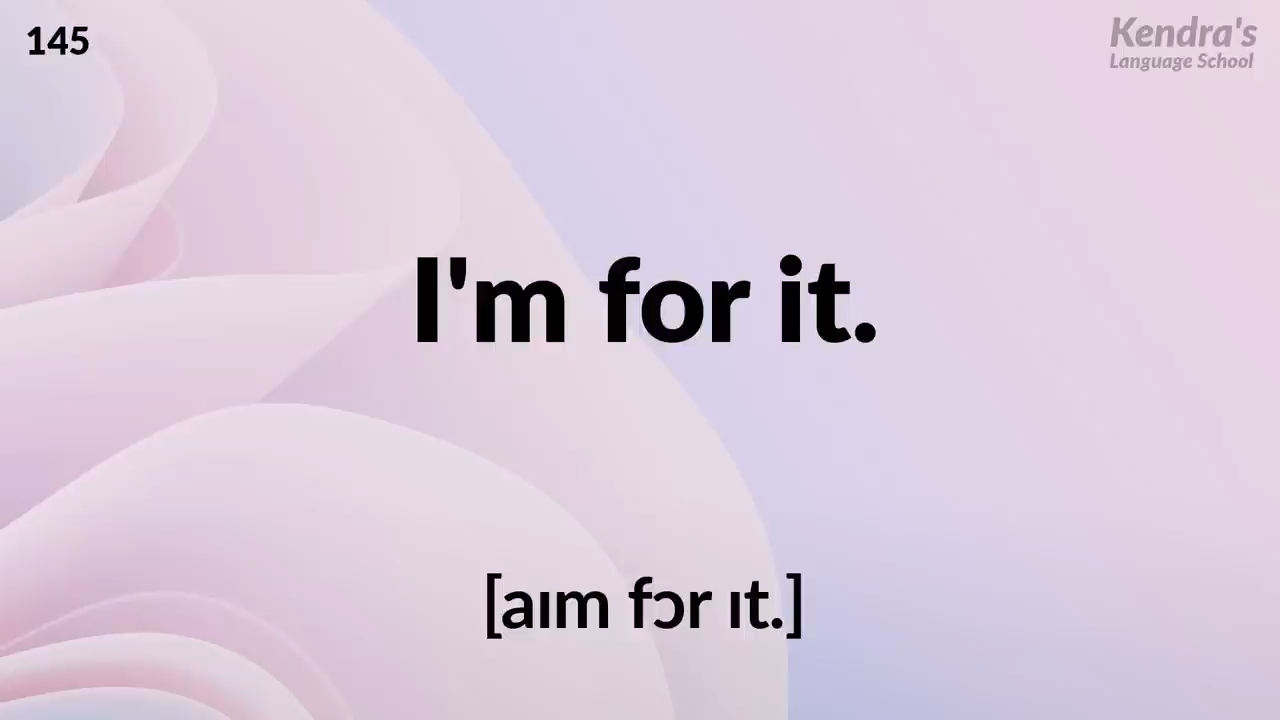 145
Kendra's
Language School
I'm for it.
[aɪm fɔr ɪt.]